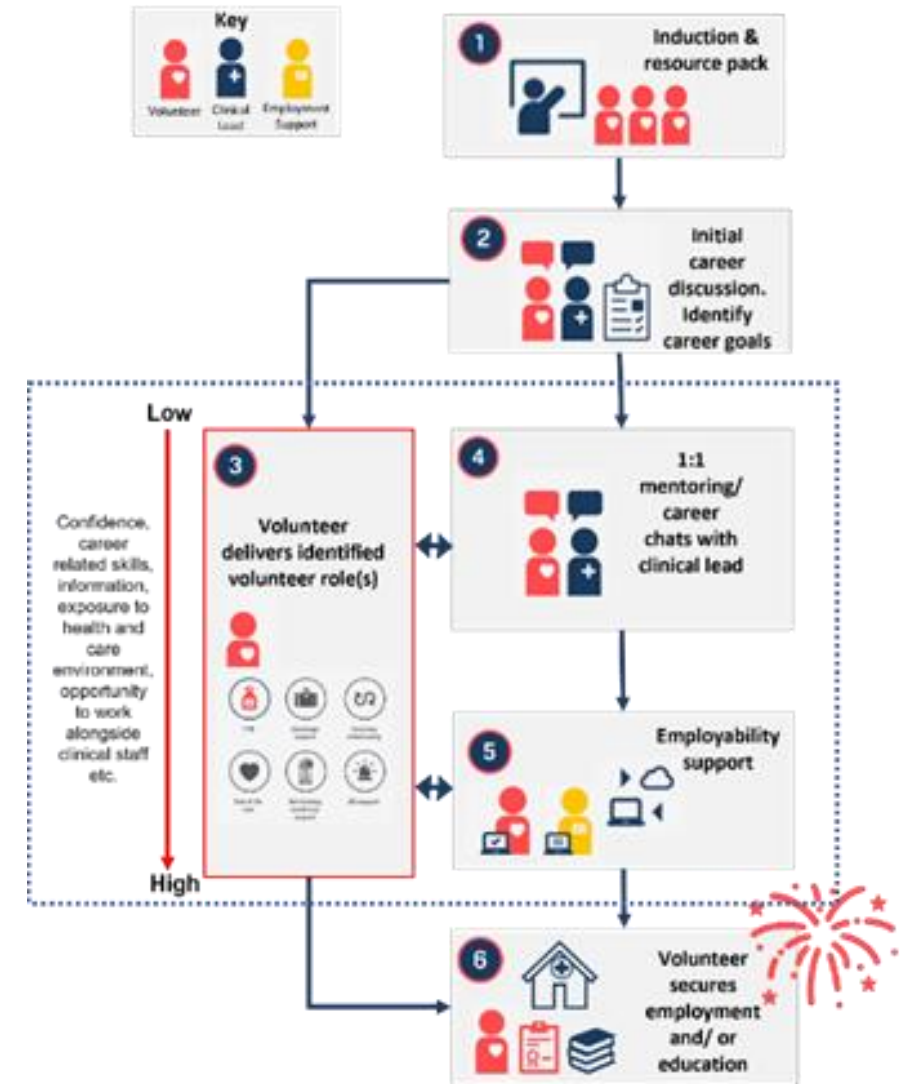 Key
Volunteer
Clinical
Lead
Employment
Support
1
Induction &
resource pack
2
Initial
career
discussion.
Identify
career goals
Low
Confidence,
career
related skills,
information,
exposure to
health and
care
environment,
opportunity
to work
alongside
clinical staff
etc.
High
3
Volunteer
delivers identified
volunteer role(s)
4
1:1
mentoring/
career
chats with
clinical lead
5
Employability
support
6
Volunteer
secures
employment
and/ or
education